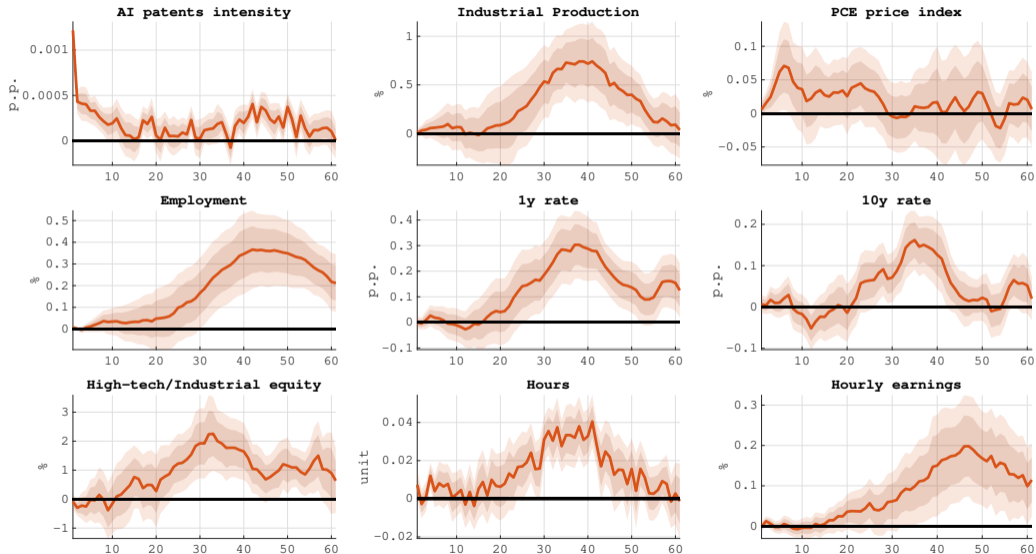 AI patents intensity
p.p.
0.001
0.0005
0
10 20 30 40 50 60
Industrial Production
%
1
0.5
0
10 20 30 40 50 60
PCE price index
%
0.1
0.05
0
-0.05
10 20 30 40 50 60
Employment
%
0.5
0.4
0.3
0.2
0.1
0
10 20 30 40 50 60
1y rate
p.p.
0.4
0.3
0.2
0.1
0
-0.1
10 20 30 40 50 60
10y rate
p.p.
0.2
0.1
0
-0.1
10 20 30 40 50 60
High-tech/Industrial equity
%
3
2
1
0
-1
10 20 30 40 50 60
Hours
unit
0.04
0.02
0
-0.02
10 20 30 40 50 60
Hourly earnings
%
0.3
0.2
0.1
0
10 20 30 40 50 60